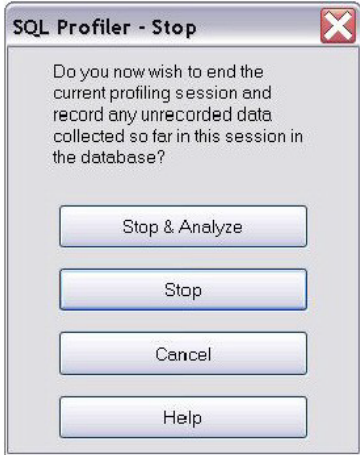 SQL Profiler - Stop
Do you now wish to end the
current profiling session and
record any unrecorded data
collected so far in this session in
the database?
Stop & Analyze
Stop
Cancel
Help